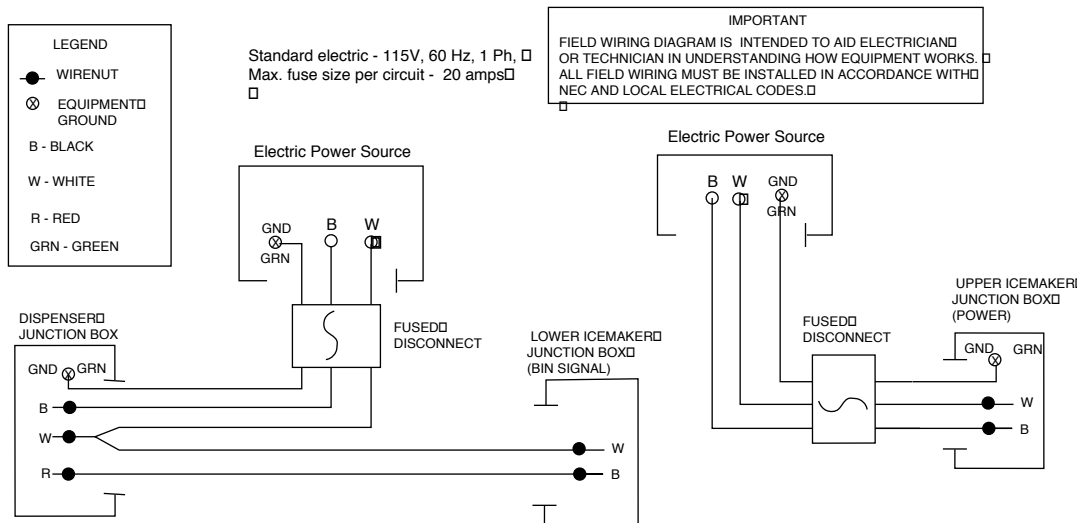 LEGEND
WIRENUT
EQUIPMENT
GROUND
B - BLACK
W - WHITE
R - RED
GRN - GREEN
Standard electric - 115V, 60 Hz, 1 Ph,
Max. fuse size per circuit - 20 amps
IMPORTANT
FIELD WIRING DIAGRAM IS INTENDED TO AID ELECTRICIAN
OR TECHNICIAN IN UNDERSTANDING HOW EQUIPMENT WORKS.
ALL FIELD WIRING MUST BE INSTALLED IN ACCORDANCE WITH
NEC AND LOCAL ELECTRICAL CODES.
Electric Power Source
GND
GRN
B
W
FUSED
DISCONNECT
DISPENSER
JUNCTION BOX
GND GRN
B
W
R
LOWER ICEMAKER
JUNCTION BOX
(BIN SIGNAL)
W
B
Electric Power Source
B
W
GND
GRN
FUSED
DISCONNECT
UPPER ICEMAKER
JUNCTION BOX
(POWER)
GND GRN
W
B